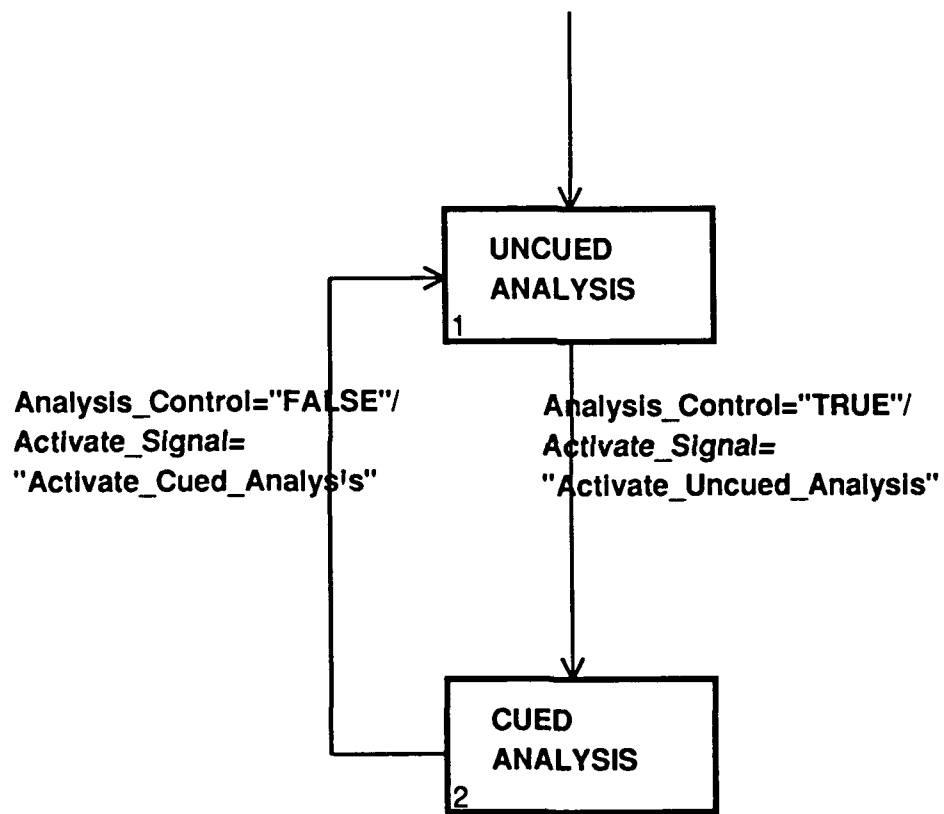 UNCUED
ANALYSIS
1
Analysis_Control="FALSE"/
Activate_Signal=
"Activate_Cued_Analysis"
Analysis_Control="TRUE"/
Activate_Signal=
"Activate_Uncued_Analysis"
CUED
ANALYSIS
2